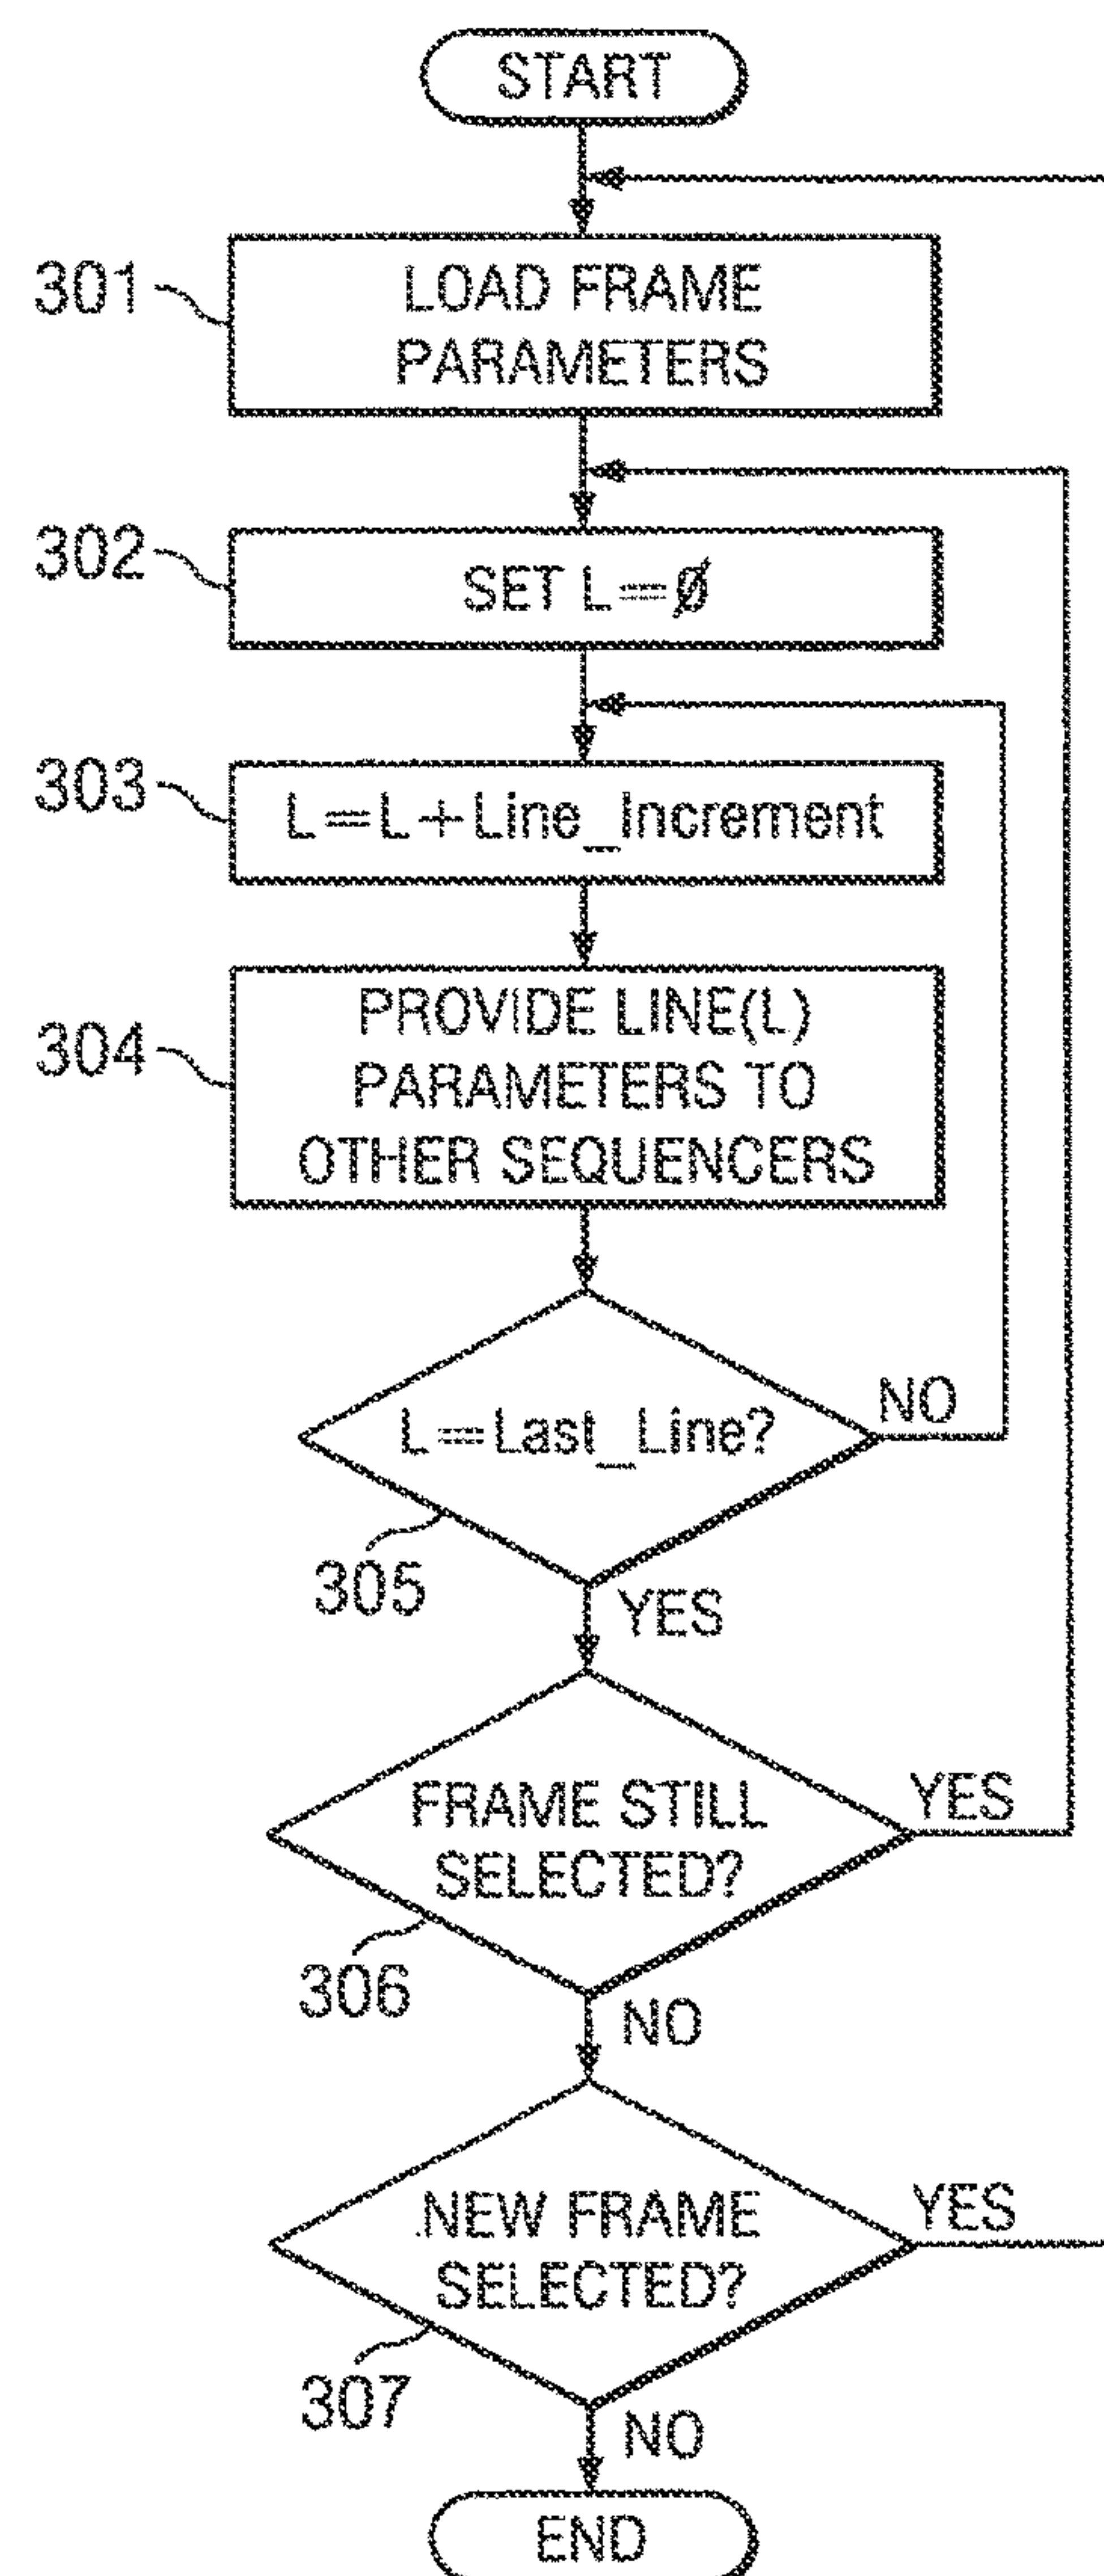 START
301
LOAD FRAME
PARAMETERS
302
SET L=Ø
303
L=L+Line_Increment
304
PROVIDE LINE(L)
PARAMETERS TO
OTHER SEQUENCERS
L=Last_Line?
NO
305
YES
FRAME STILL
SELECTED?
YES
306
NO
NEW FRAME
SELECTED?
YES
307
NO
END